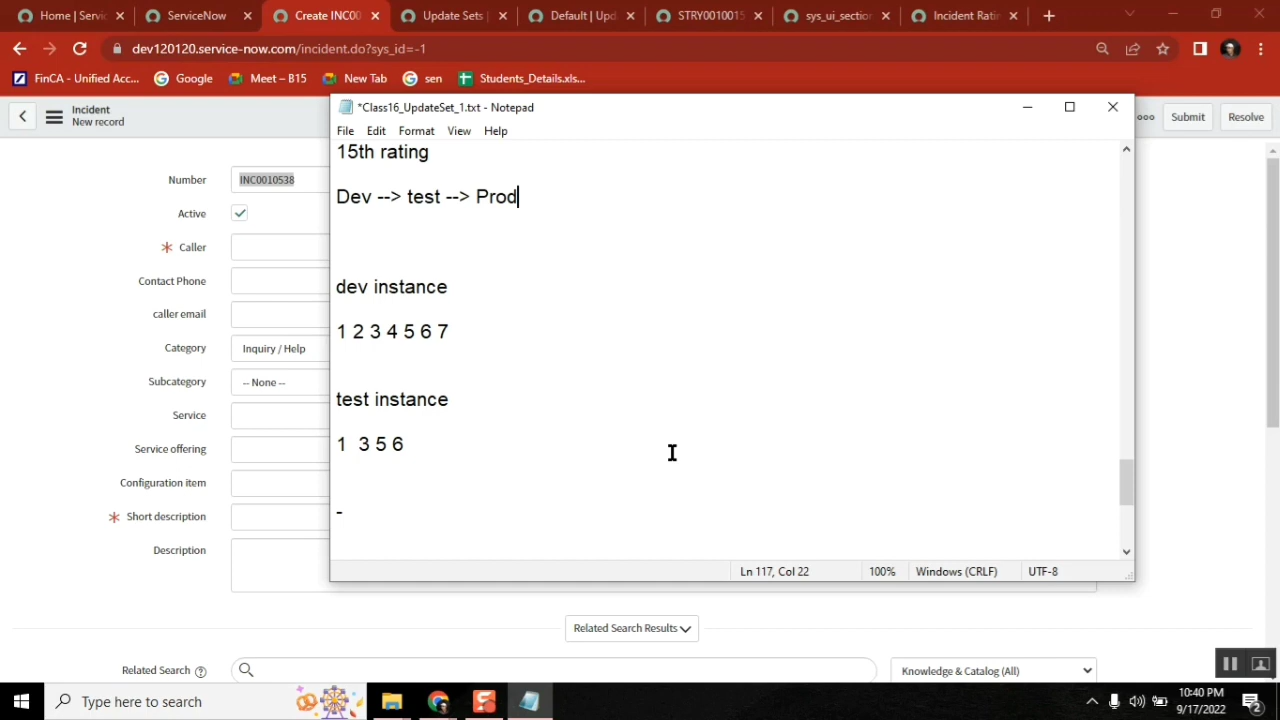 Home | Servic
ServiceNow
Create INC00
Update Sets |
Default | Upd
STRY0010015
sys_ui_section
Incident Ratin
dev120120.service-now.com/incident.do?sys_id=-1
FinCA - Unified Acc...
Google
Meet – B15
New Tab
sen
Students_Details.xls...
Incident
New record
Submit
Resolve
*Class16_UpdateSet_1.txt - Notepad
File Edit Format View Help
15th rating
Dev --> test --> Prod
dev instance
1 2 3 4 5 6 7
test instance
1  3 5 6
-
Ln 117, Col 22
100%
Windows (CRLF)
UTF-8
Number
INC0010538
Active
* Caller
Contact Phone
caller email
Category
Inquiry / Help
Subcategory
-- None --
Service
Service offering
Configuration item
* Short description
Description
Related Search Results
Related Search
Knowledge & Catalog (All)
Type here to search
10:40 PM
9/17/2022
2